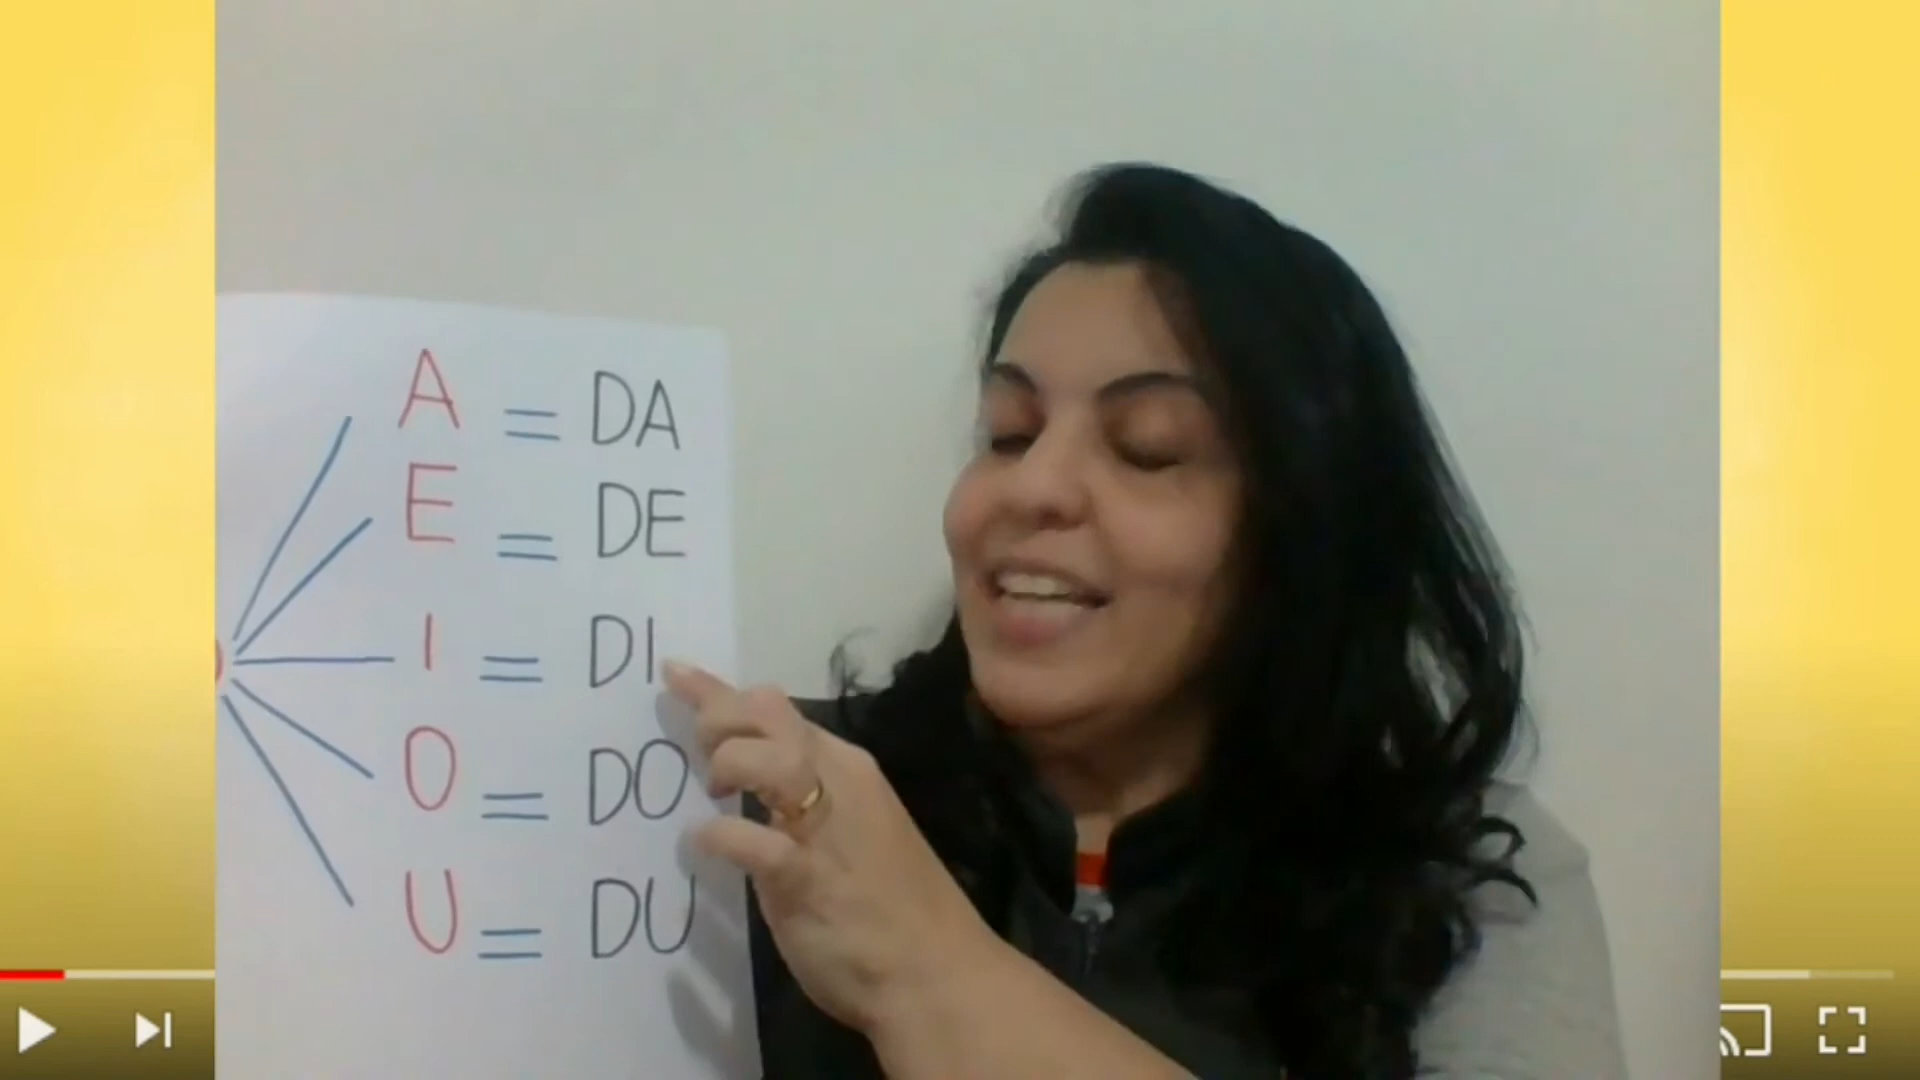 A = DA
E = DE
I = DI
O = DO
U = DU